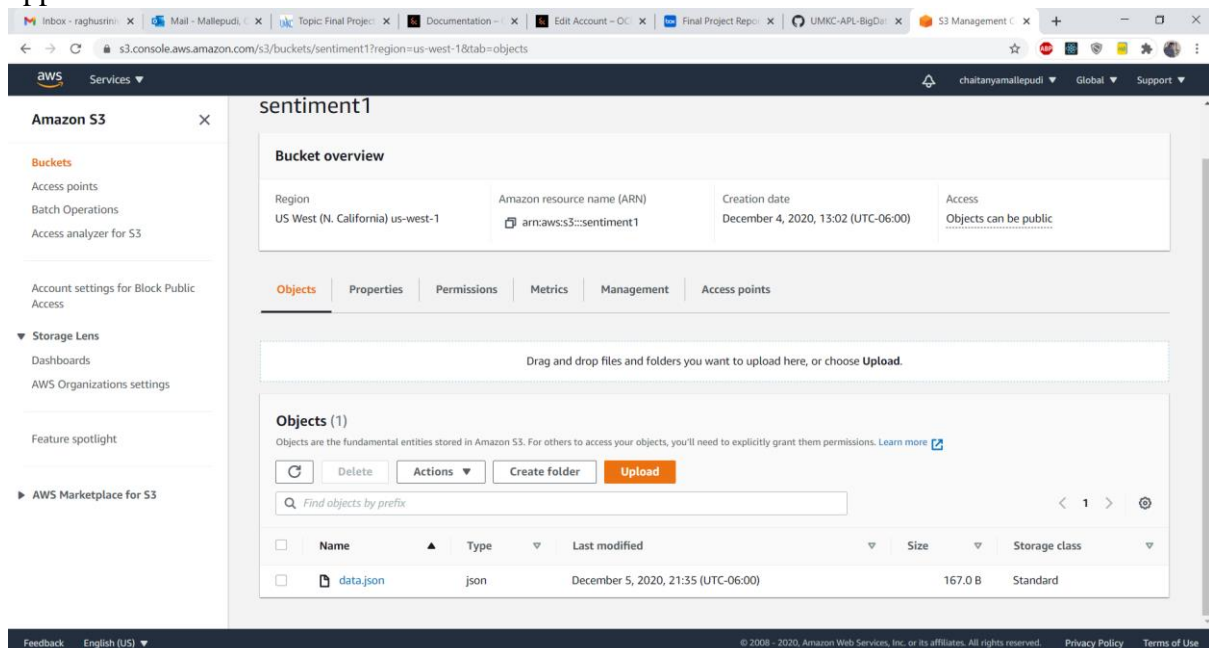 Inbox - raghusrini
Mail - Mallepudi, C
Topic: Final Project
Documentation –
Edit Account – OC
Final Project Repo
UMKC-APL-BigDat
S3 Management C
s3.console.aws.amazon.com/s3/buckets/sentiment1?region=us-west-1&tab=objects
aws Services ▼ chaitanyamallepudi ▼ Global ▼ Support ▼
Amazon S3
Buckets
Access points
Batch Operations
Access analyzer for S3
Account settings for Block Public
Access
▼ Storage Lens
Dashboards
AWS Organizations settings
Feature spotlight
▶ AWS Marketplace for S3
sentiment1
Bucket overview
Region
US West (N. California) us-west-1
Amazon resource name (ARN)
arn:aws:s3:::sentiment1
Creation date
December 4, 2020, 13:02 (UTC-06:00)
Access
Objects can be public
Objects Properties Permissions Metrics Management Access points
Drag and drop files and folders you want to upload here, or choose Upload.
Objects (1)
Objects are the fundamental entities stored in Amazon S3. For others to access your objects, you'll need to explicitly grant them permissions. Learn more
Delete Actions ▼ Create folder Upload
Find objects by prefix
1
Name Type Last modified Size Storage class
data.json json December 5, 2020, 21:35 (UTC-06:00) 167.0 B Standard
Feedback English (US) ▼ © 2008 - 2020, Amazon Web Services, Inc. or its affiliates. All rights reserved. Privacy Policy Terms of Use